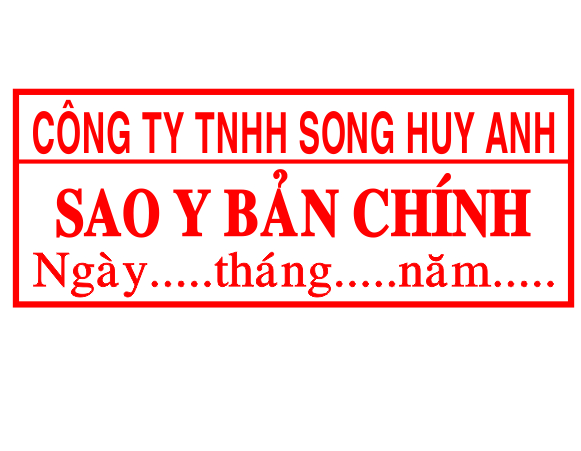 CÔNG TY TNHH SONG HUY ANH
SAO Y BẢN CHÍNH
Ngày.....tháng.....năm.....